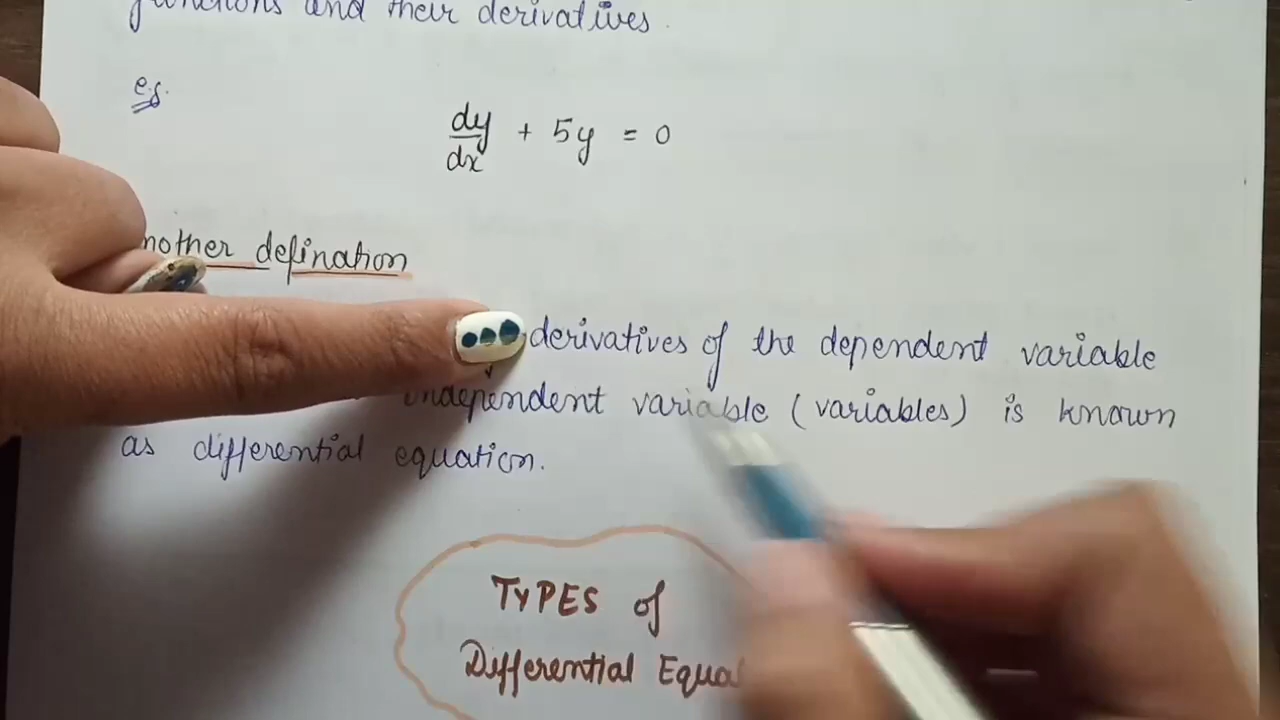 functions and their derivatives.
eg.
dy/dx + 5y = 0
nother defination
derivatives of the dependent variable
independent variable (variables) is known
as differential equation.
TYPES of
Differential Equa